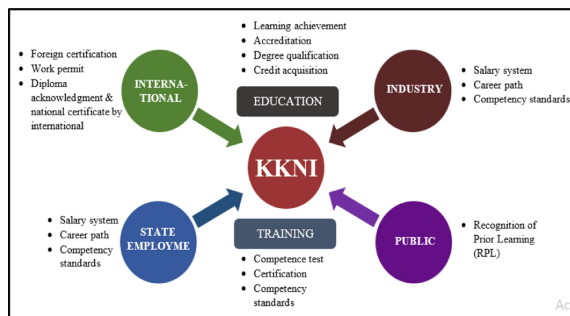 • Learning achievement
• Accreditation
• Degree qualification
• Credit acquisition
• Foreign certification
• Work permit
• Diploma
acknowledgment &
national certificate by
international
INTERNA-
TIONAL
EDUCATION
INDUSTRY
• Salary system
• Career path
• Competency standards
KKNI
• Salary system
• Career path
• Competency
standards
STATE
EMPLOYME
TRAINING
PUBLIC
• Recognition of
Prior Learning
(RPL)
• Competence test
• Certification
• Competency
standards
Ac